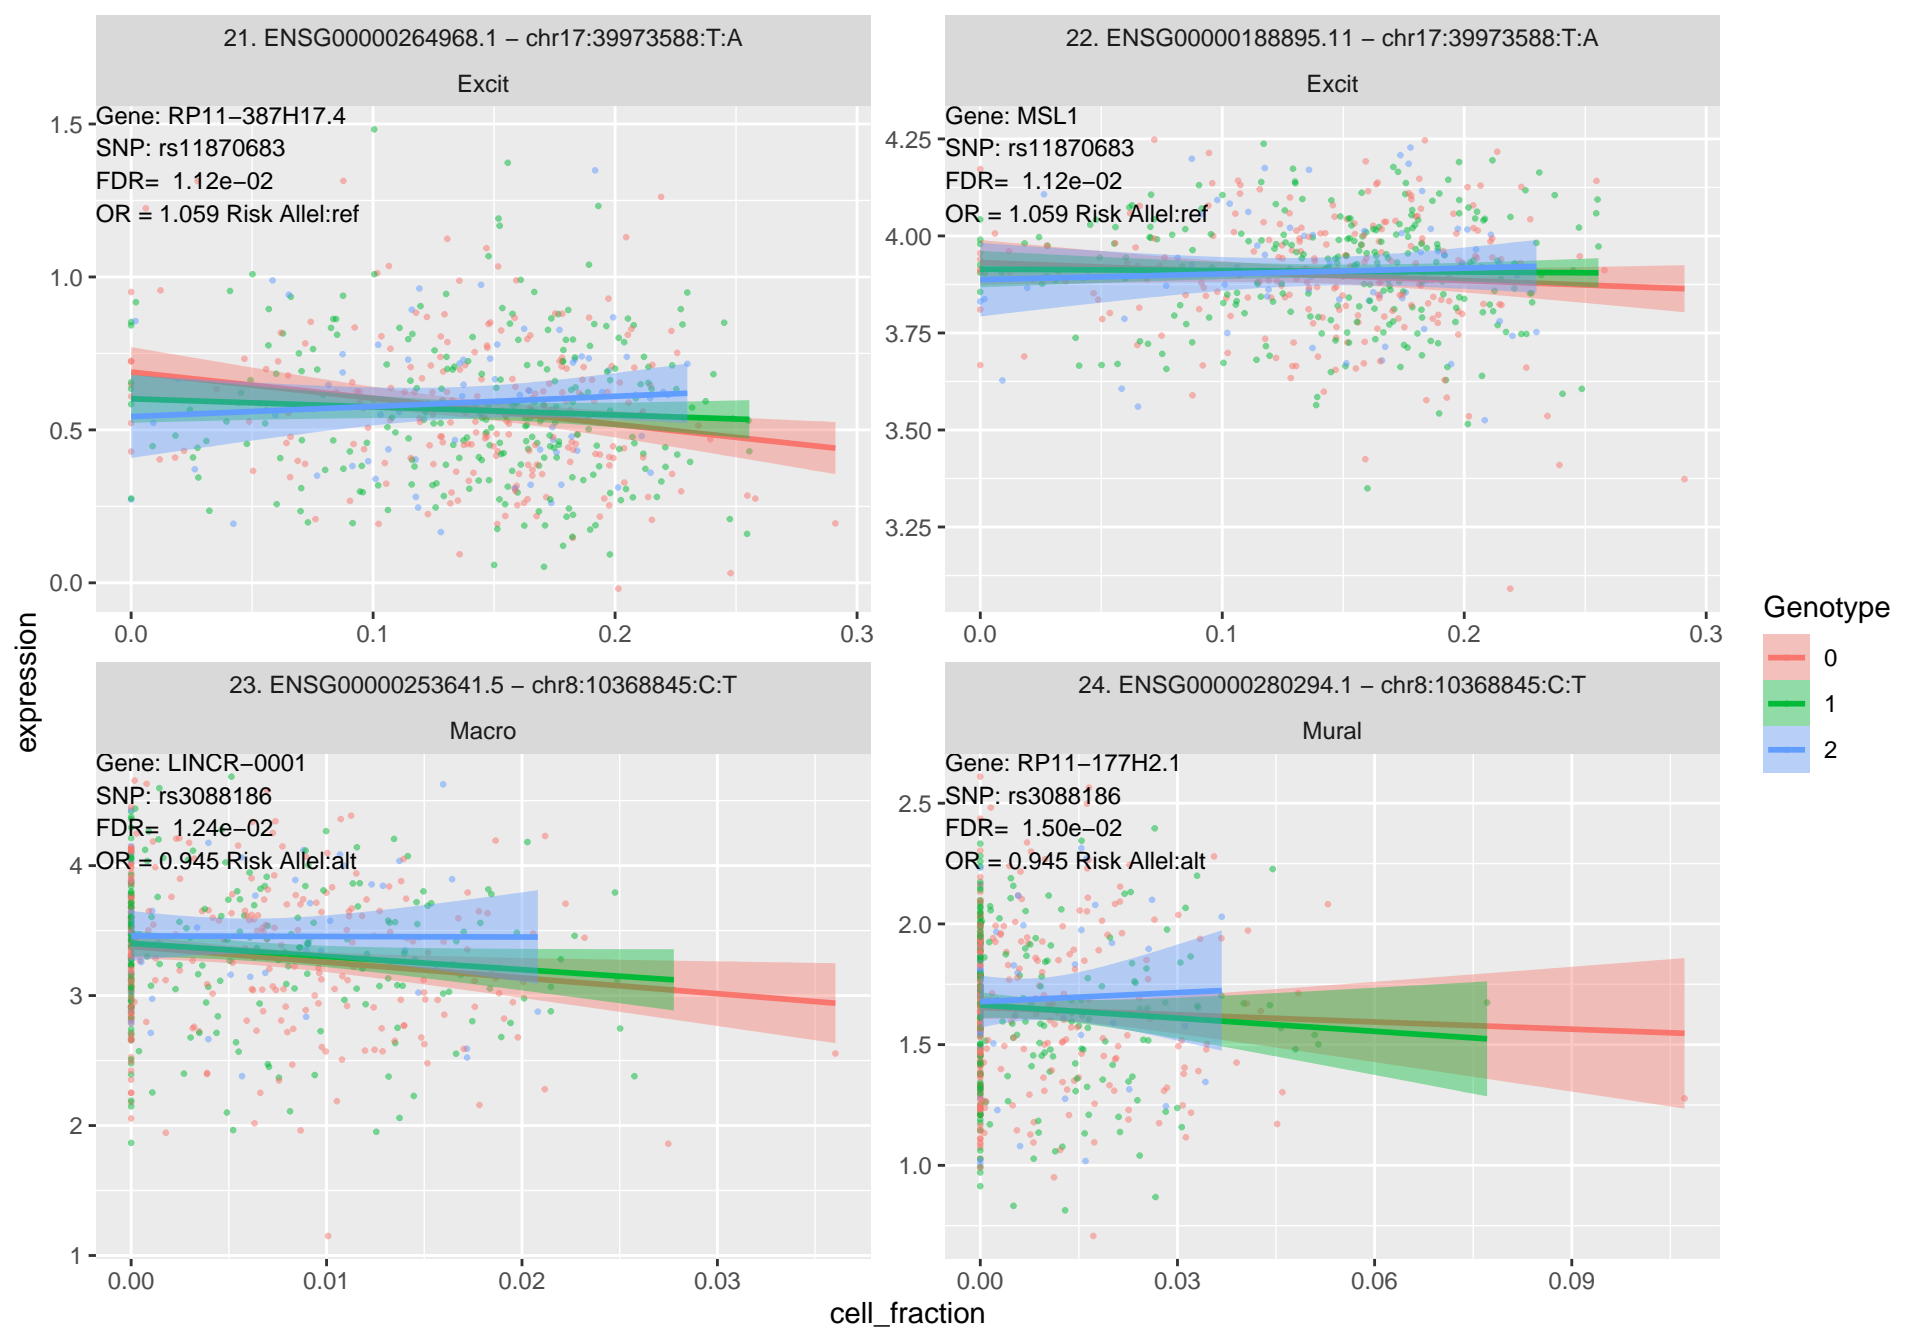 21. ENSG00000264968.1 – chr17:39973588:T:A
Excit
Gene: RP11–387H17.4
SNP: rs11870683
FDR= 1.12e–02
OR = 1.059 Risk Allel:ref
1.5
1.0
0.5
0.0
0.0 0.1 0.2 0.3
22. ENSG00000188895.11 – chr17:39973588:T:A
Excit
Gene: MSL1
SNP: rs11870683
FDR= 1.12e–02
OR = 1.059 Risk Allel:ref
4.25
4.00
3.75
3.50
3.25
0.0 0.1 0.2 0.3
23. ENSG00000253641.5 – chr8:10368845:C:T
Macro
Gene: LINCR–0001
SNP: rs3088186
FDR= 1.24e–02
OR = 0.945 Risk Allel:alt
4
3
2
1
0.00 0.01 0.02 0.03
24. ENSG00000280294.1 – chr8:10368845:C:T
Mural
Gene: RP11–177H2.1
SNP: rs3088186
FDR= 1.50e–02
OR = 0.945 Risk Allel:alt
2.5
2.0
1.5
1.0
0.00 0.03 0.06 0.09
expression
cell_fraction
Genotype
0
1
2